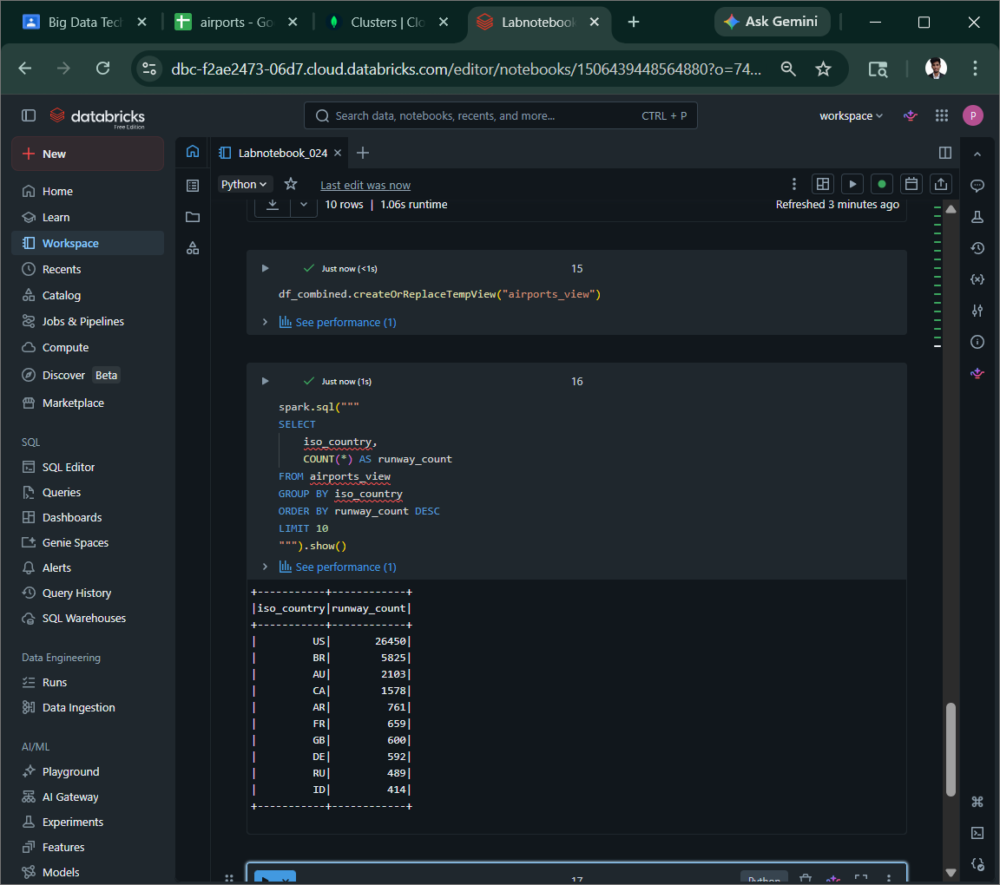 Big Data Tech
airports - Go
Clusters | Clo
Labnotebook
Ask Gemini
dbc-f2ae2473-06d7.cloud.databricks.com/editor/notebooks/1506439448564880?o=74...
databricks
Free Edition
Search data, notebooks, recents, and more...
CTRL + P
workspace
P
New
Home
Learn
Workspace
Recents
Catalog
Jobs & Pipelines
Compute
Discover Beta
Marketplace
SQL
SQL Editor
Queries
Dashboards
Genie Spaces
Alerts
Query History
SQL Warehouses
Data Engineering
Runs
Data Ingestion
AI/ML
Playground
AI Gateway
Experiments
Features
Models
Labnotebook_024
Python
Last edit was now
10 rows | 1.06s runtime
Refreshed 3 minutes ago
Just now (<1s)
15
df_combined.createOrReplaceTempView("airports_view")
See performance (1)
Just now (1s)
16
spark.sql("""
SELECT
iso_country,
COUNT(*) AS runway_count
FROM airports_view
GROUP BY iso_country
ORDER BY runway_count DESC
LIMIT 10
""").show()
See performance (1)
+-----------+------------+
|iso_country|runway_count|
+-----------+------------+
|         US|       26450|
|         BR|        5825|
|         AU|        2103|
|         CA|        1578|
|         AR|         761|
|         FR|         659|
|         GB|         600|
|         DE|         592|
|         RU|         489|
|         ID|         414|
+-----------+------------+
17
Python